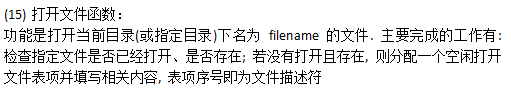 (15) 打开文件函数：
功能是打开当前目录(或指定目录)下名为 filename 的文件. 主要完成的工作有:
检查指定文件是否已经打开、是否存在; 若没有打开且存在, 则分配一个空闲打开
文件表项并填写相关内容, 表项序号即为文件描述符